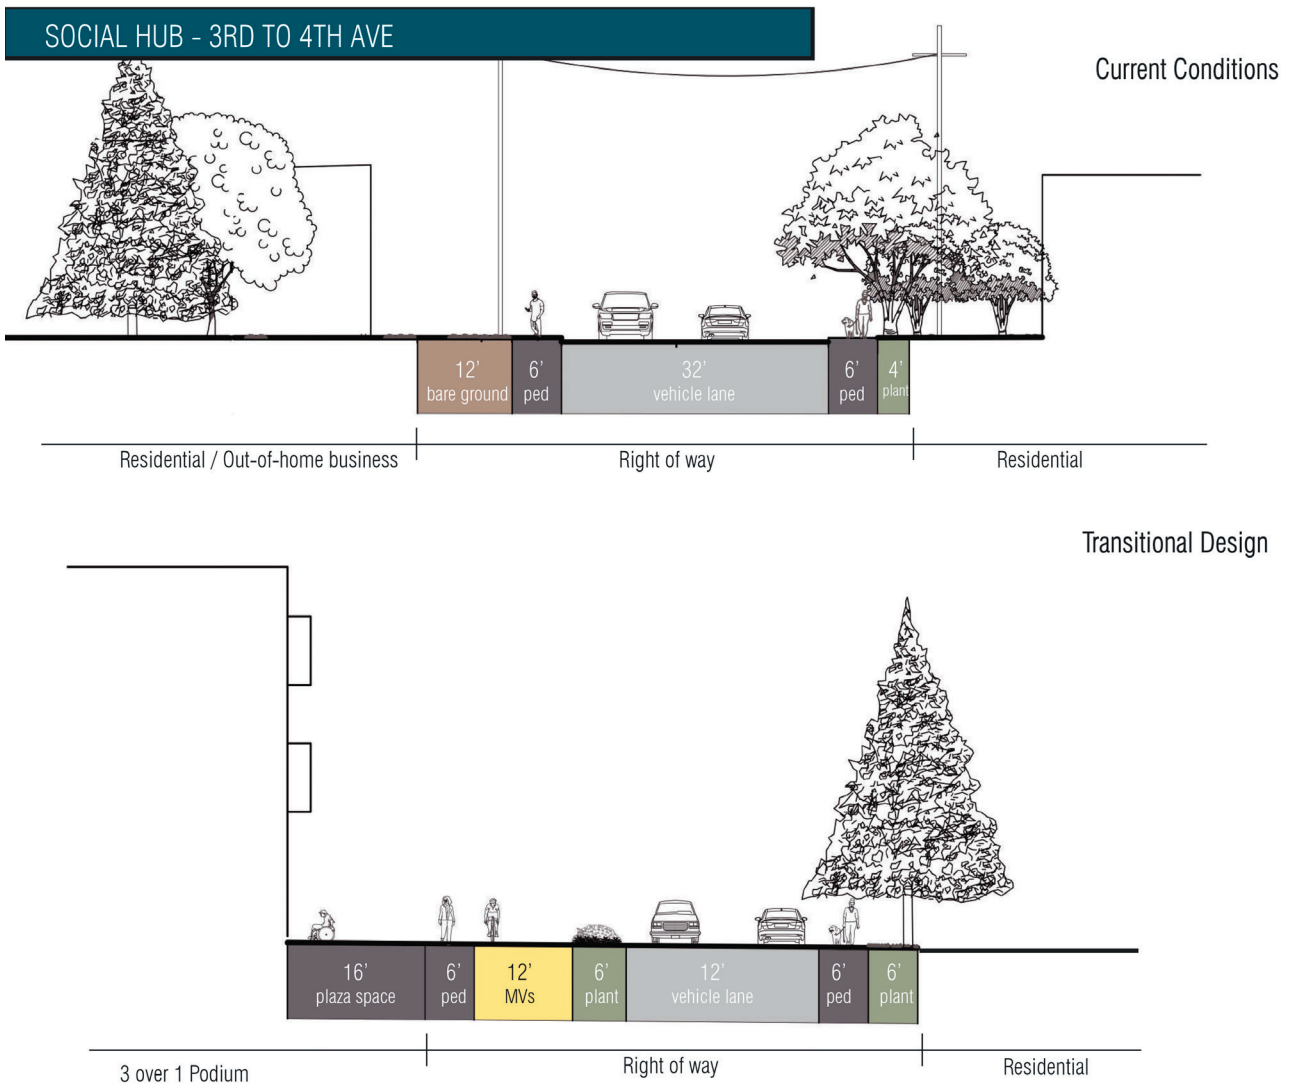 SOCIAL HUB - 3RD TO 4TH AVE
Current Conditions
12'
bare ground
6'
ped
32'
vehicle lane
6'
ped
4'
plant
Residential / Out-of-home business
Right of way
Residential
Transitional Design
16'
plaza space
6'
ped
12'
MVs
6'
plant
12'
vehicle lane
6'
ped
6'
plant
3 over 1 Podium
Right of way
Residential